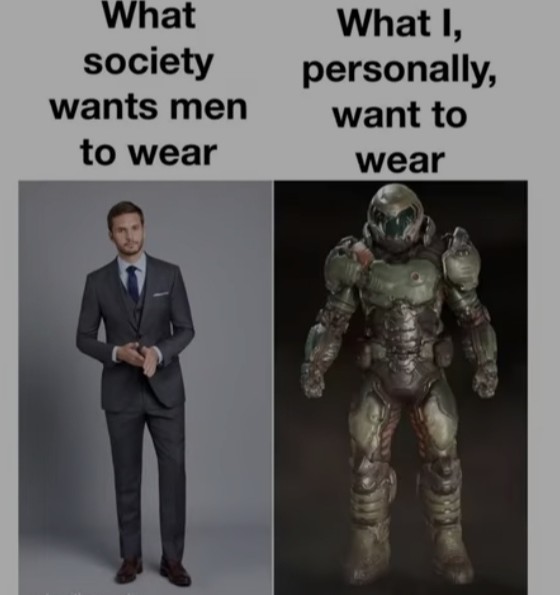 What
society
wants men
to wear
What I,
personally,
want to
wear